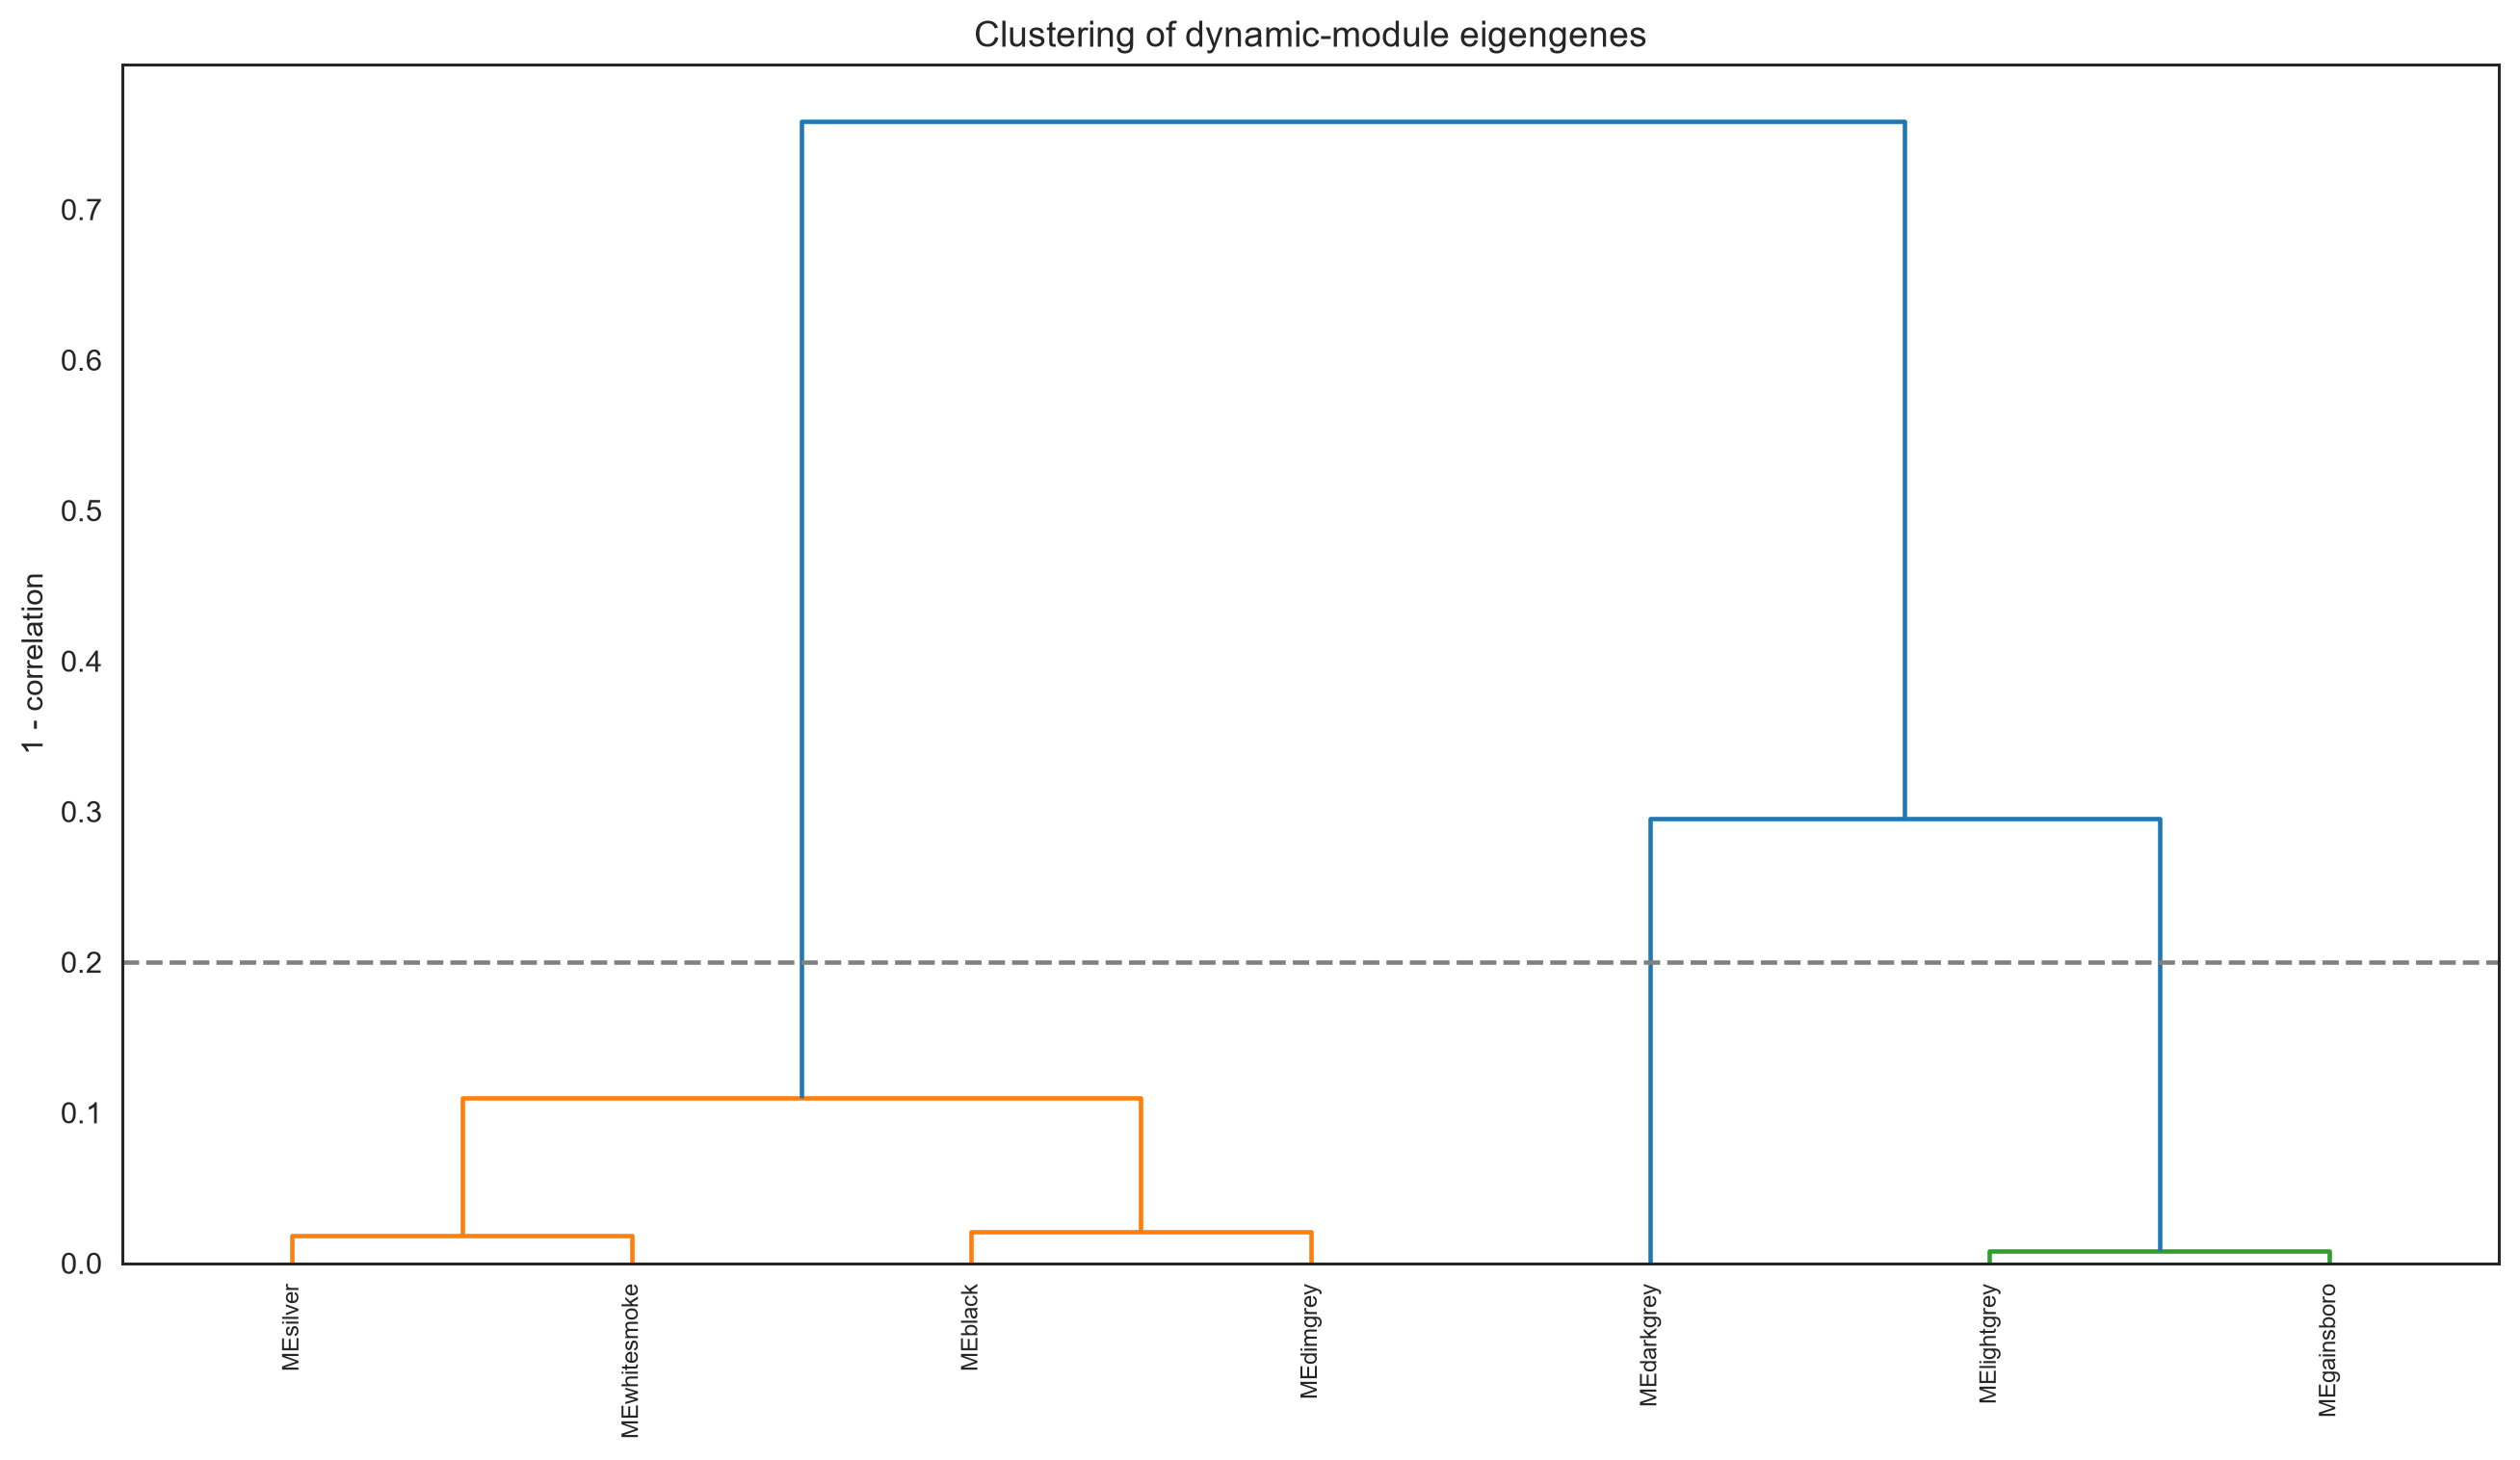 Clustering of dynamic-module eigengenes
1 - correlation
0.7
0.6
0.5
0.4
0.3
0.2
0.1
0.0
MEsilver
MEwhitesmoke
MEblack
MEdimgrey
MEdarkgrey
MElightgrey
MEgainsboro